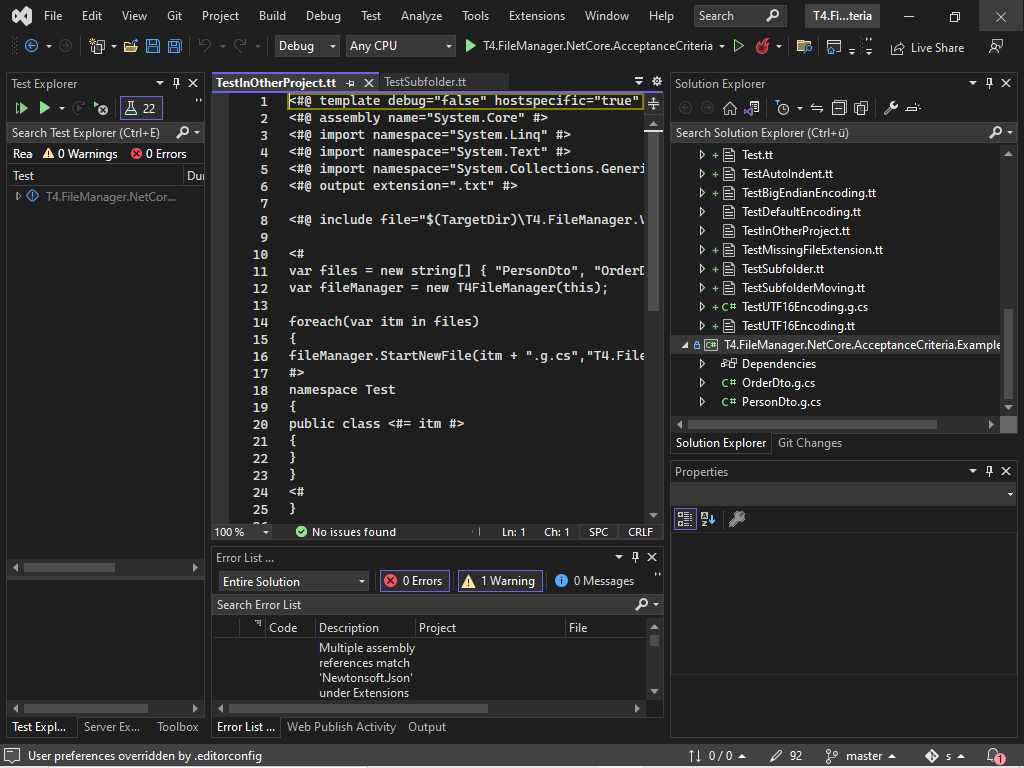 File Edit View Git Project Build Debug Test Analyze Tools Extensions Window Help Search T4.Fi...teria
Debug Any CPU T4.FileManager.NetCore.AcceptanceCriteria Live Share
Test Explorer
22
Search Test Explorer (Ctrl+E)
Rea 0 Warnings 0 Errors
Test Dur
T4.FileManager.NetCor...
Test Expl... Server Ex... Toolbox
TestInOtherProject.tt TestSubfolder.tt
1 <#@ template debug="false" hostspecific="true"
2 <#@ assembly name="System.Core" #>
3 <#@ import namespace="System.Linq" #>
4 <#@ import namespace="System.Text" #>
5 <#@ import namespace="System.Collections.Generi
6 <#@ output extension=".txt" #>
7
8 <#@ include file="$(TargetDir)\T4.FileManager.V
9
10 <#
11 var files = new string[] { "PersonDto", "OrderD
12 var fileManager = new T4FileManager(this);
13
14 foreach(var itm in files)
15 {
16 fileManager.StartNewFile(itm + ".g.cs","T4.File
17 #>
18 namespace Test
19 {
20 public class <#= itm #>
21 {
22 }
23 }
24 <#
25 }
100 % No issues found Ln: 1 Ch: 1 SPC CRLF
Error List ...
Entire Solution 0 Errors 1 Warning 0 Messages
Search Error List
Code Description Project File
Multiple assembly
references match
'Newtonsoft.Json'
under Extensions
Error List ... Web Publish Activity Output
Solution Explorer
Search Solution Explorer (Ctrl+ü)
Test.tt
TestAutoIndent.tt
TestBigEndianEncoding.tt
TestDefaultEncoding.tt
TestInOtherProject.tt
TestMissingFileExtension.tt
TestSubfolder.tt
TestSubfolderMoving.tt
C# TestUTF16Encoding.g.cs
TestUTF16Encoding.tt
C# T4.FileManager.NetCore.AcceptanceCriteria.Example
Dependencies
C# OrderDto.g.cs
C# PersonDto.g.cs
Solution Explorer Git Changes
Properties
User preferences overridden by .editorconfig 0 / 0 92 master s 1